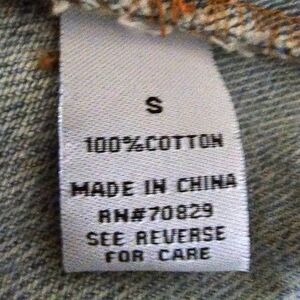 S
100%COTTON
MADE IN CHINA
RN#70829
SEE REVERSE
FOR CARE